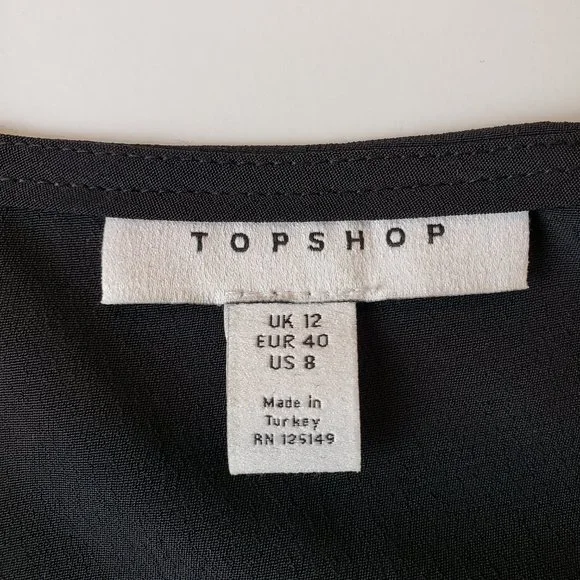 TOPSHOP
UK 12
EUR 40
US 8
Made in
Turkey
RN 125149